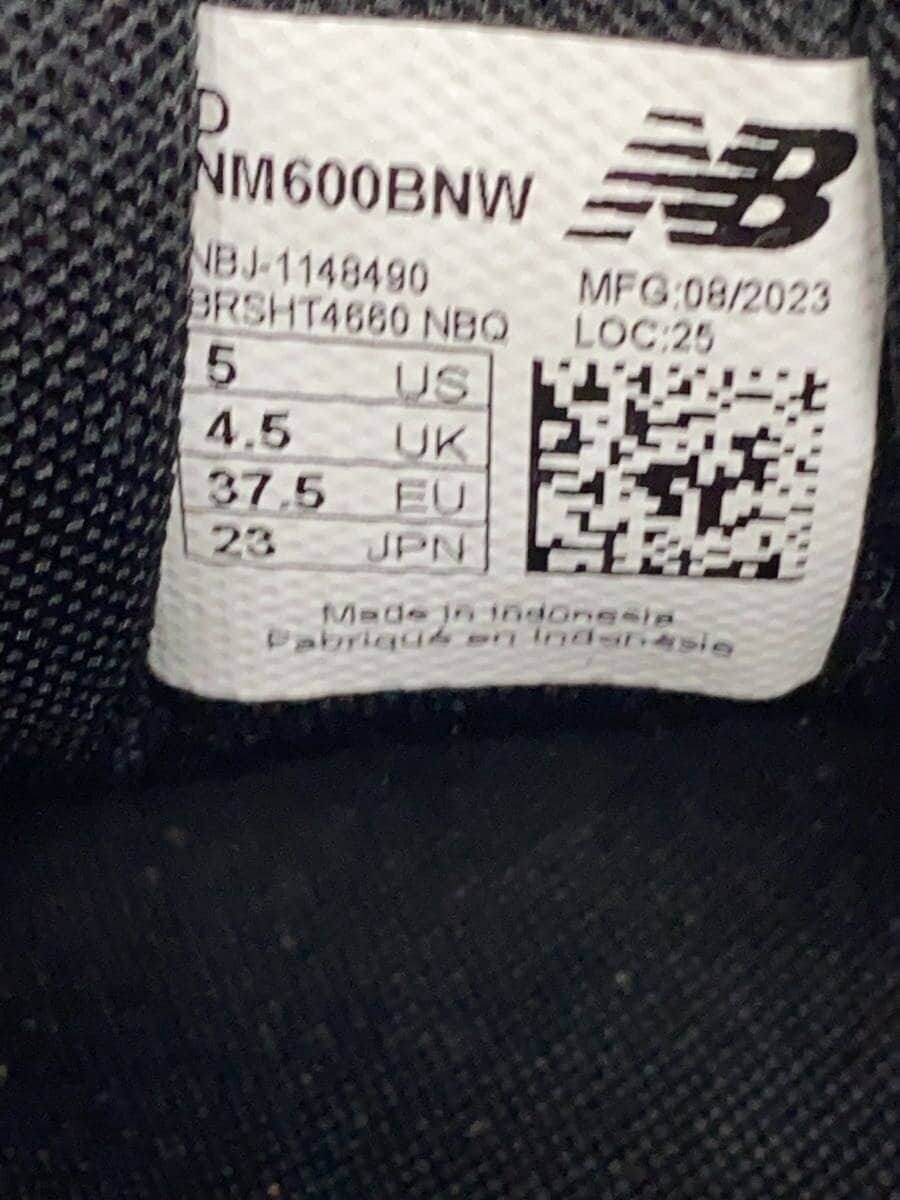 D
NM600BNW
NB
NBJ-1148490
BRSHT4660 NBQ
MFG:08/2023
LOC:25
5 US
4.5 UK
37.5 EU
23 JPN
Made in Indonesia
Fabriqué en Indonésie